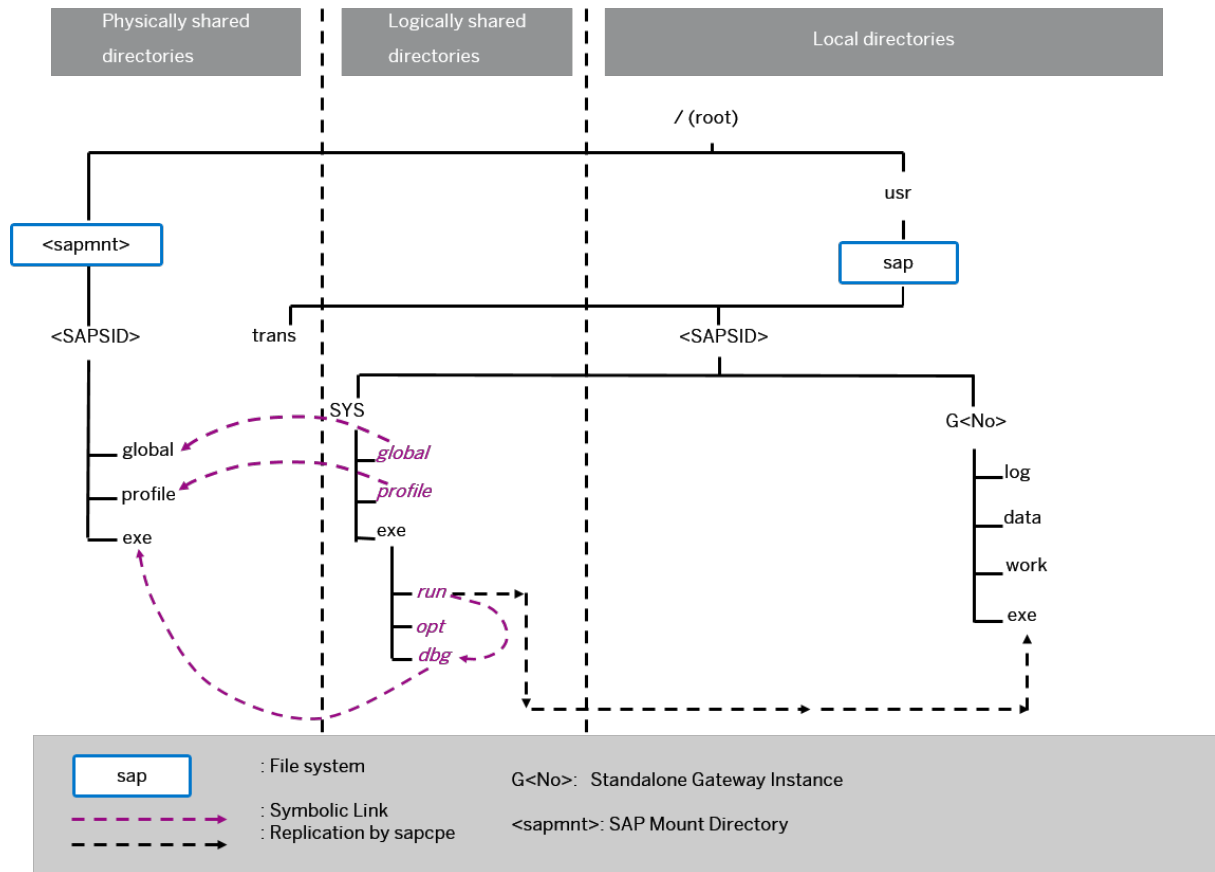 Physically shared
directories
Logically shared
directories
Local directories
/ (root)
usr
<sapmnt>
sap
<SAPSID>
trans
<SAPSID>
SYS
G<No>
global
global
profile
profile
exe
exe
log
data
work
exe
run
opt
dbg
sap
: File system
G<No>: Standalone Gateway Instance
: Symbolic Link
: Replication by sapcpe
<sapmnt>: SAP Mount Directory